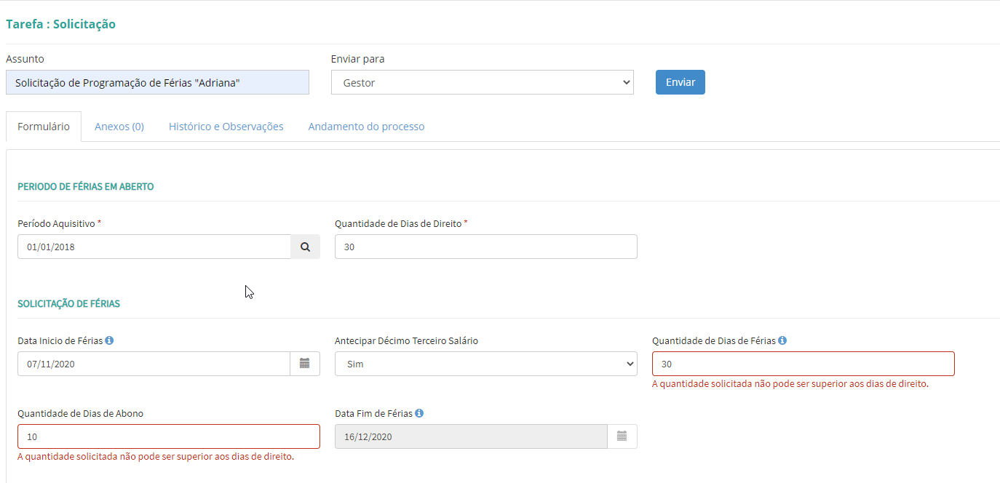 Tarefa : Solicitação
Assunto
Enviar para
Solicitação de Programação de Férias "Adriana"
Gestor
Enviar
Formulário
Anexos (0)
Histórico e Observações
Andamento do processo
PERIODO DE FÉRIAS EM ABERTO
Período Aquisitivo *
Quantidade de Dias de Direito *
01/01/2018
30
SOLICITAÇÃO DE FÉRIAS
Data Inicio de Férias
Antecipar Décimo Terceiro Salário
Quantidade de Dias de Férias
07/11/2020
Sim
30
A quantidade solicitada não pode ser superior aos dias de direito.
Quantidade de Dias de Abono
Data Fim de Férias
10
16/12/2020
A quantidade solicitada não pode ser superior aos dias de direito.